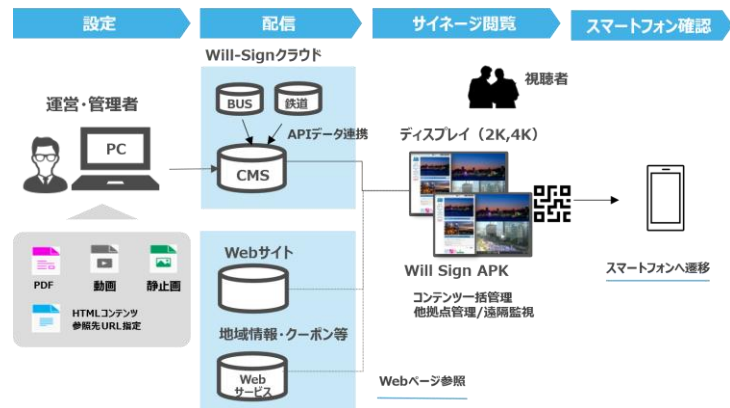 設定
配信
サイネージ閲覧
スマートフォン確認
Will-Signクラウド
視聴者
運営・管理者
BUS
鉄道
APIデータ連携
ディスプレイ（2K,4K）
PC
CMS
Webサイト
Will Sign APK
スマートフォンへ遷移
PDF
動画
静止画
コンテンツ一括管理
他拠点管理/遠隔監視
HTMLコンテンツ
参照先URL指定
地域情報・クーポン等
Web
サービス
Webページ参照